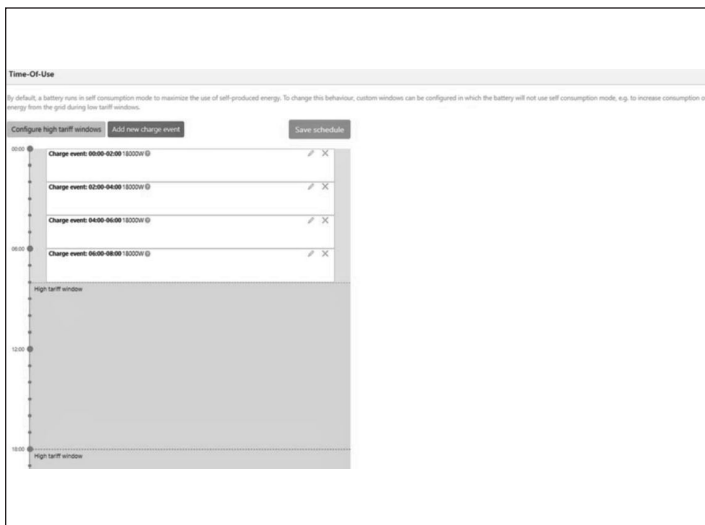 Time-Of-Use
By default, a battery runs in self consumption mode to maximize the use of self-produced energy. To change this behaviour, custom windows can be configured in which the battery will not use self consumption mode, e.g. to increase consumption o
energy from the grid during low tariff windows.
Configure high tariff windows Add new charge event Save schedule
00:00 Charge event: 00:00-02:00 18000W
Charge event: 02:00-04:00 18000W
Charge event: 04:00-06:00 18000W
06:00 Charge event: 06:00-08:00 18000W
High tariff window
12:00
18:00
High tariff window